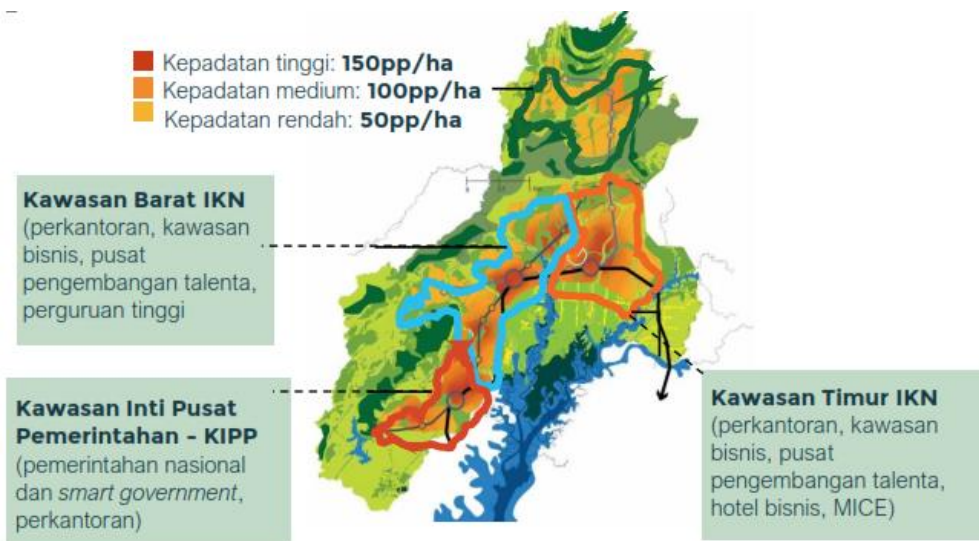 Kepadatan tinggi: 150pp/ha
Kepadatan medium: 100pp/ha
Kepadatan rendah: 50pp/ha
Kawasan Barat IKN
(perkantoran, kawasan
bisnis, pusat
pengembangan talenta,
perguruan tinggi
Kawasan Inti Pusat
Pemerintahan - KIPP
(pemerintahan nasional
dan smart government,
perkantoran)
Kawasan Timur IKN
(perkantoran, kawasan
bisnis, pusat
pengembangan talenta,
hotel bisnis, MICE)